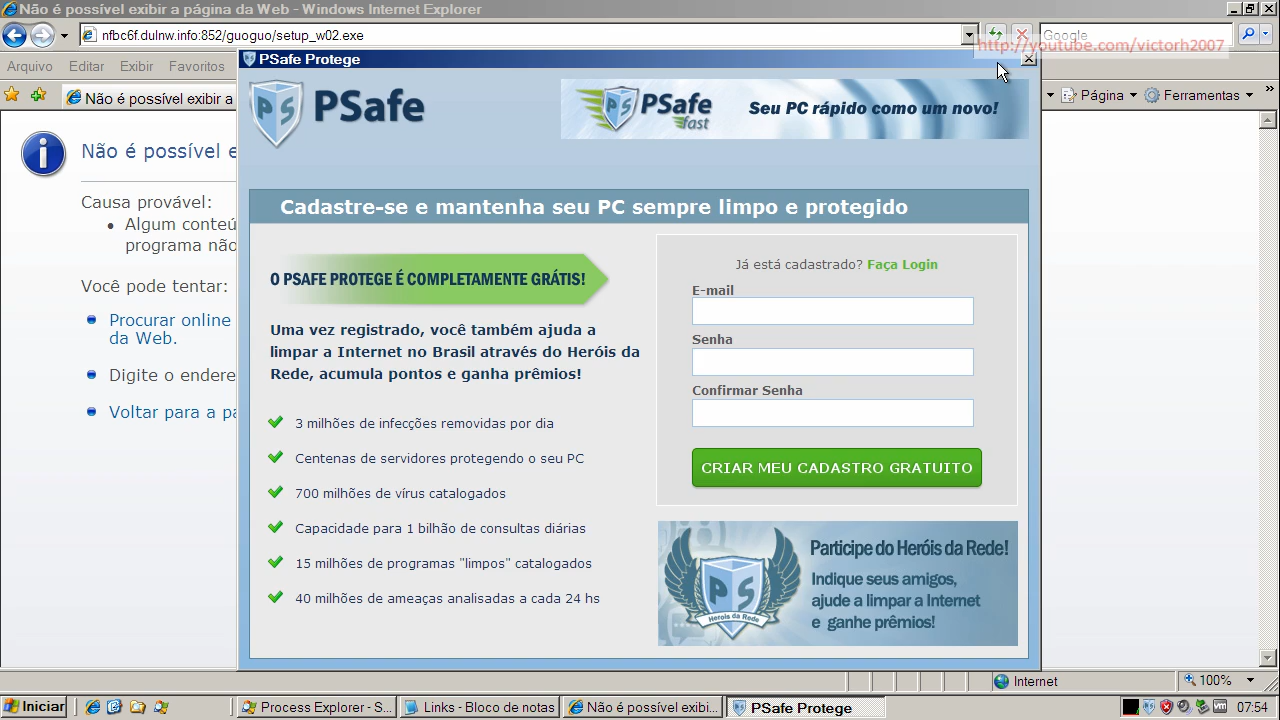 Não é possível exibir a página da Web - Windows Internet Explorer
nfbc6f.dulnw.info:852/guoguo/setup_w02.exe
Google
http://youtube.com/victorh2007
Arquivo Editar Exibir Favoritos
Não é possível exibir a
Página Ferramentas
PSafe Protege
PSafe
PSafe fast
Seu PC rápido como um novo!
Não é possível e
Causa provável:
Algum conteú
programa não
Você pode tentar:
Procurar online
da Web.
Digite o endere
Voltar para a pá
Cadastre-se e mantenha seu PC sempre limpo e protegido
O PSAFE PROTEGE É COMPLETAMENTE GRÁTIS!
Uma vez registrado, você também ajuda a
limpar a Internet no Brasil através do Heróis da
Rede, acumula pontos e ganha prêmios!
3 milhões de infecções removidas por dia
Centenas de servidores protegendo o seu PC
700 milhões de vírus catalogados
Capacidade para 1 bilhão de consultas diárias
15 milhões de programas "limpos" catalogados
40 milhões de ameaças analisadas a cada 24 hs
Já está cadastrado? Faça Login
E-mail
Senha
Confirmar Senha
CRIAR MEU CADASTRO GRATUITO
PS
Heróis da Rede
Participe do Heróis da Rede!
Indique seus amigos,
ajude a limpar a Internet
e ganhe prêmios!
Internet
100%
Iniciar
Process Explorer - S...
Links - Bloco de notas
Não é possível exibi...
PSafe Protege
07:54